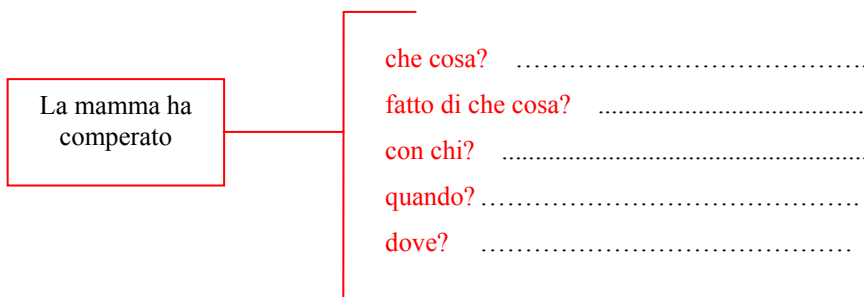 La mamma ha
comperato
che cosa? ……………………………………
fatto di che cosa? ..........................................
con chi? ........................................................
quando? …………………………………….
dove? ……………………………………